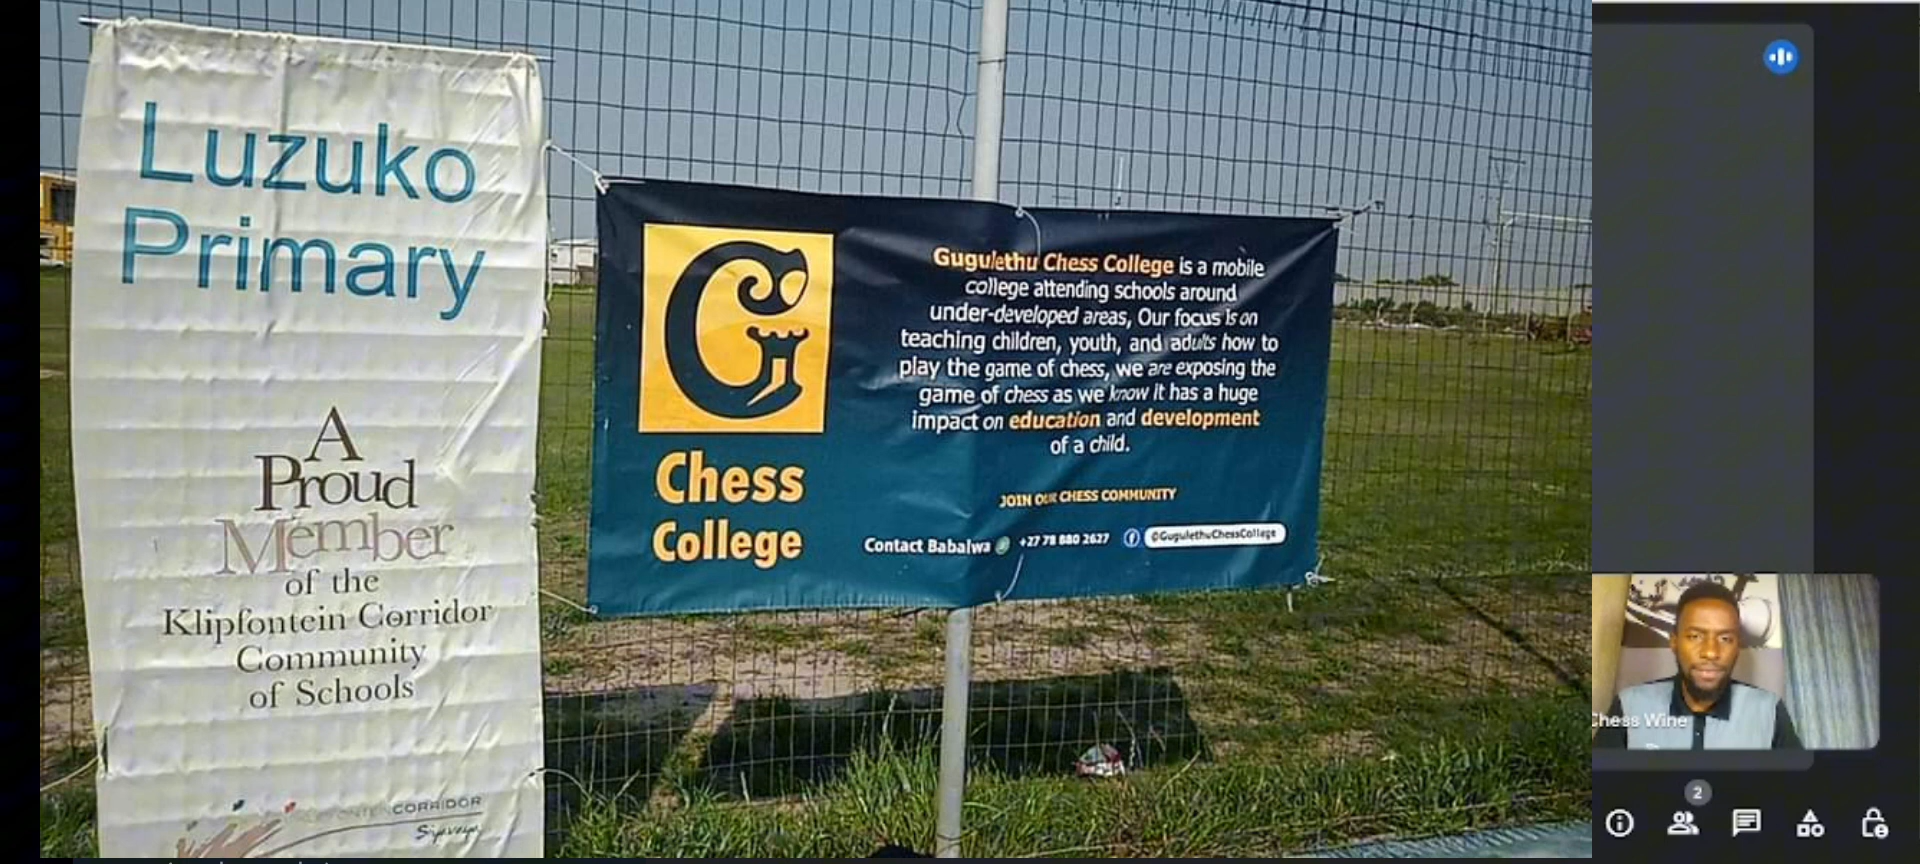 Luzuko
Primary
A
Proud
Member
of the
Klipfontein Corridor
Community
of Schools
CORRIDOR
Siyavuya
G
Chess
College
Gugulethu Chess College is a mobile
college attending schools around
under-developed areas, Our focus is on
teaching children, youth, and adults how to
play the game of chess, we are exposing the
game of chess as we know it has a huge
impact on education and development
of a child.
JOIN OUR CHESS COMMUNITY
Contact Babalwa +27 78 880 2627 @GugulethuChessCollege
Chess Wine
2